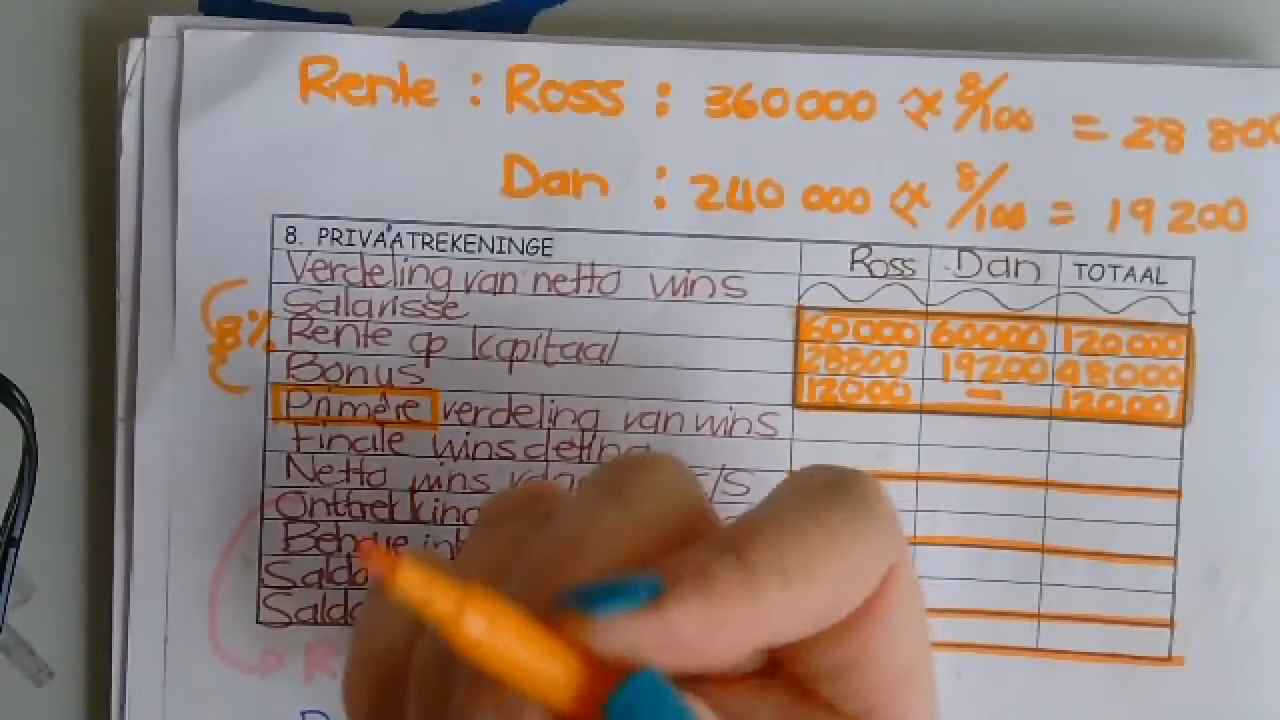 Rente : Ross : 360 000 x 8/100 = 28 800
Dan : 240 000 x 8/100 = 19 200
8. PRIVAATREKENINGE Ross Dan TOTAAL
Verdeling van netto wins
Salarisse 60000 60000 120000
8% Rente op kapitaal 28800 19200 48000
Bonus 12000 — 12000
Primêre verdeling van wins
Finale winsdeling
Netto wins /S
Onttrekking
Behoue int
Saldo
Saldo
R